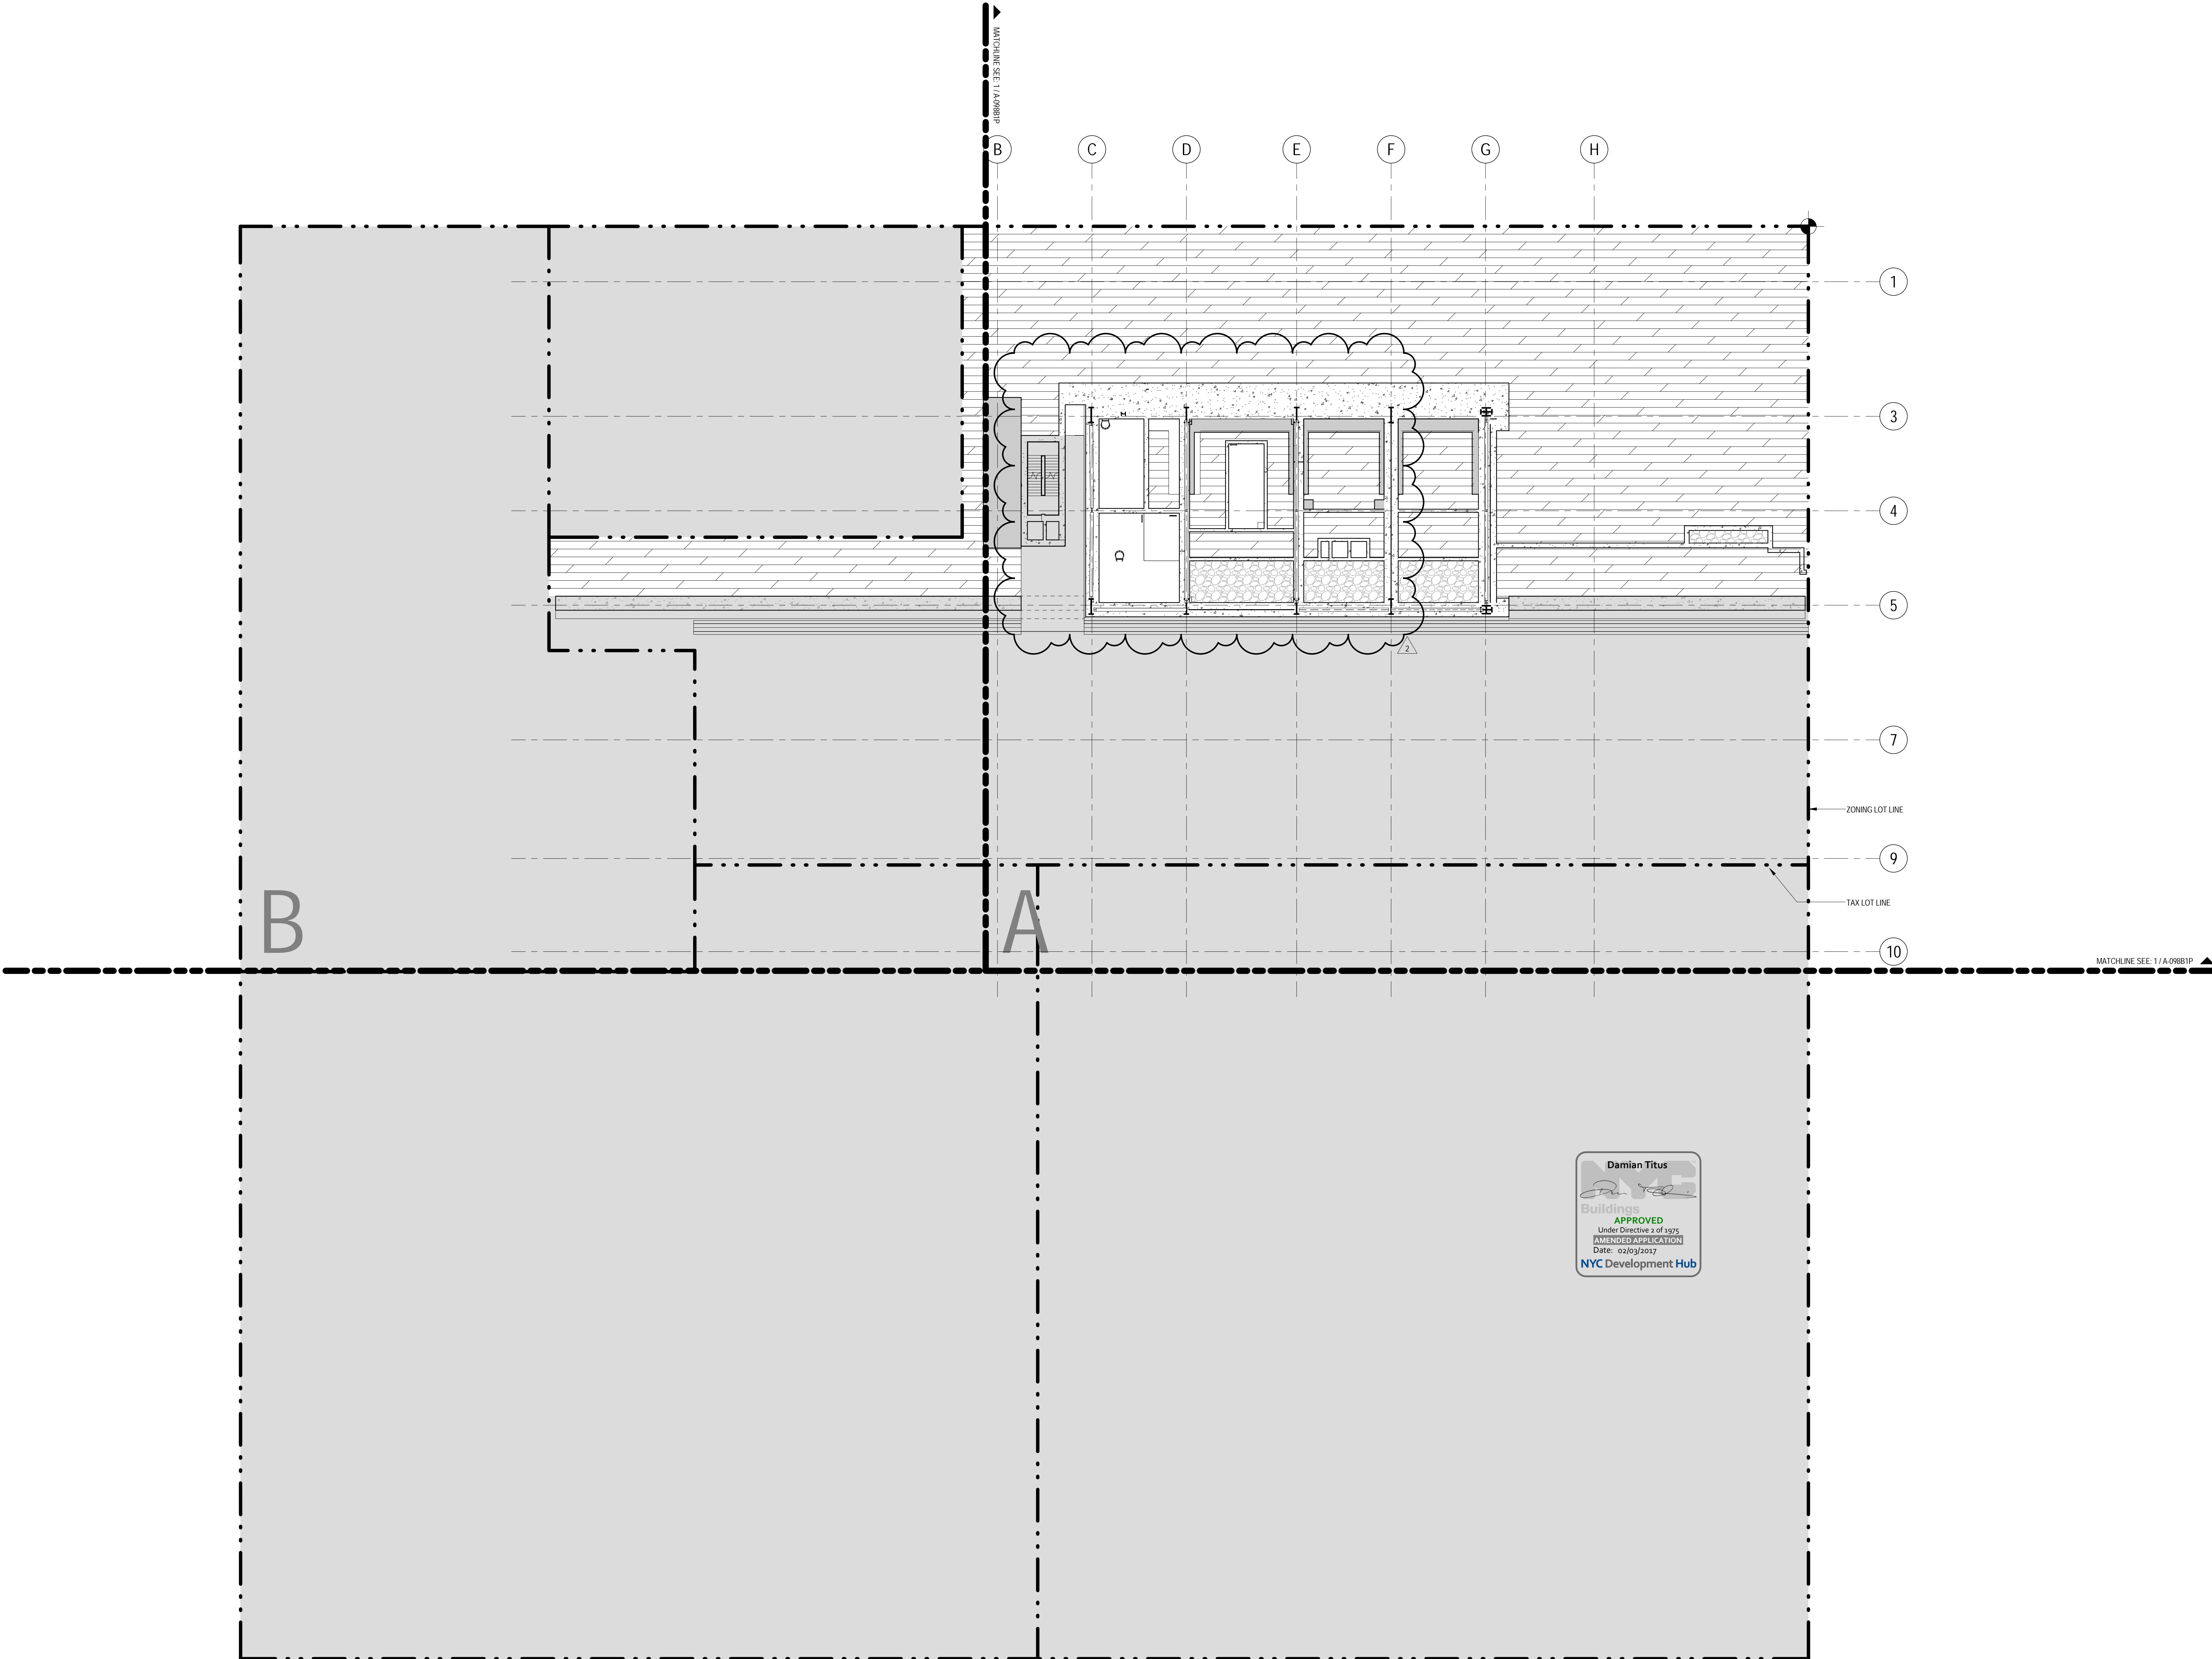 MATCHLINE SEE: 1 / A-098B1P
B
C
D
E
F
G
H
1
3
4
5
2
7
ZONING LOT LINE
9
B
A
TAX LOT LINE
10
MATCHLINE SEE: 1 / A-098B1P
Damian Titus
NYC
Buildings
APPROVED
Under Directive 2 of 1975
AMENDED APPLICATION
Date: 02/03/2017
NYC Development Hub